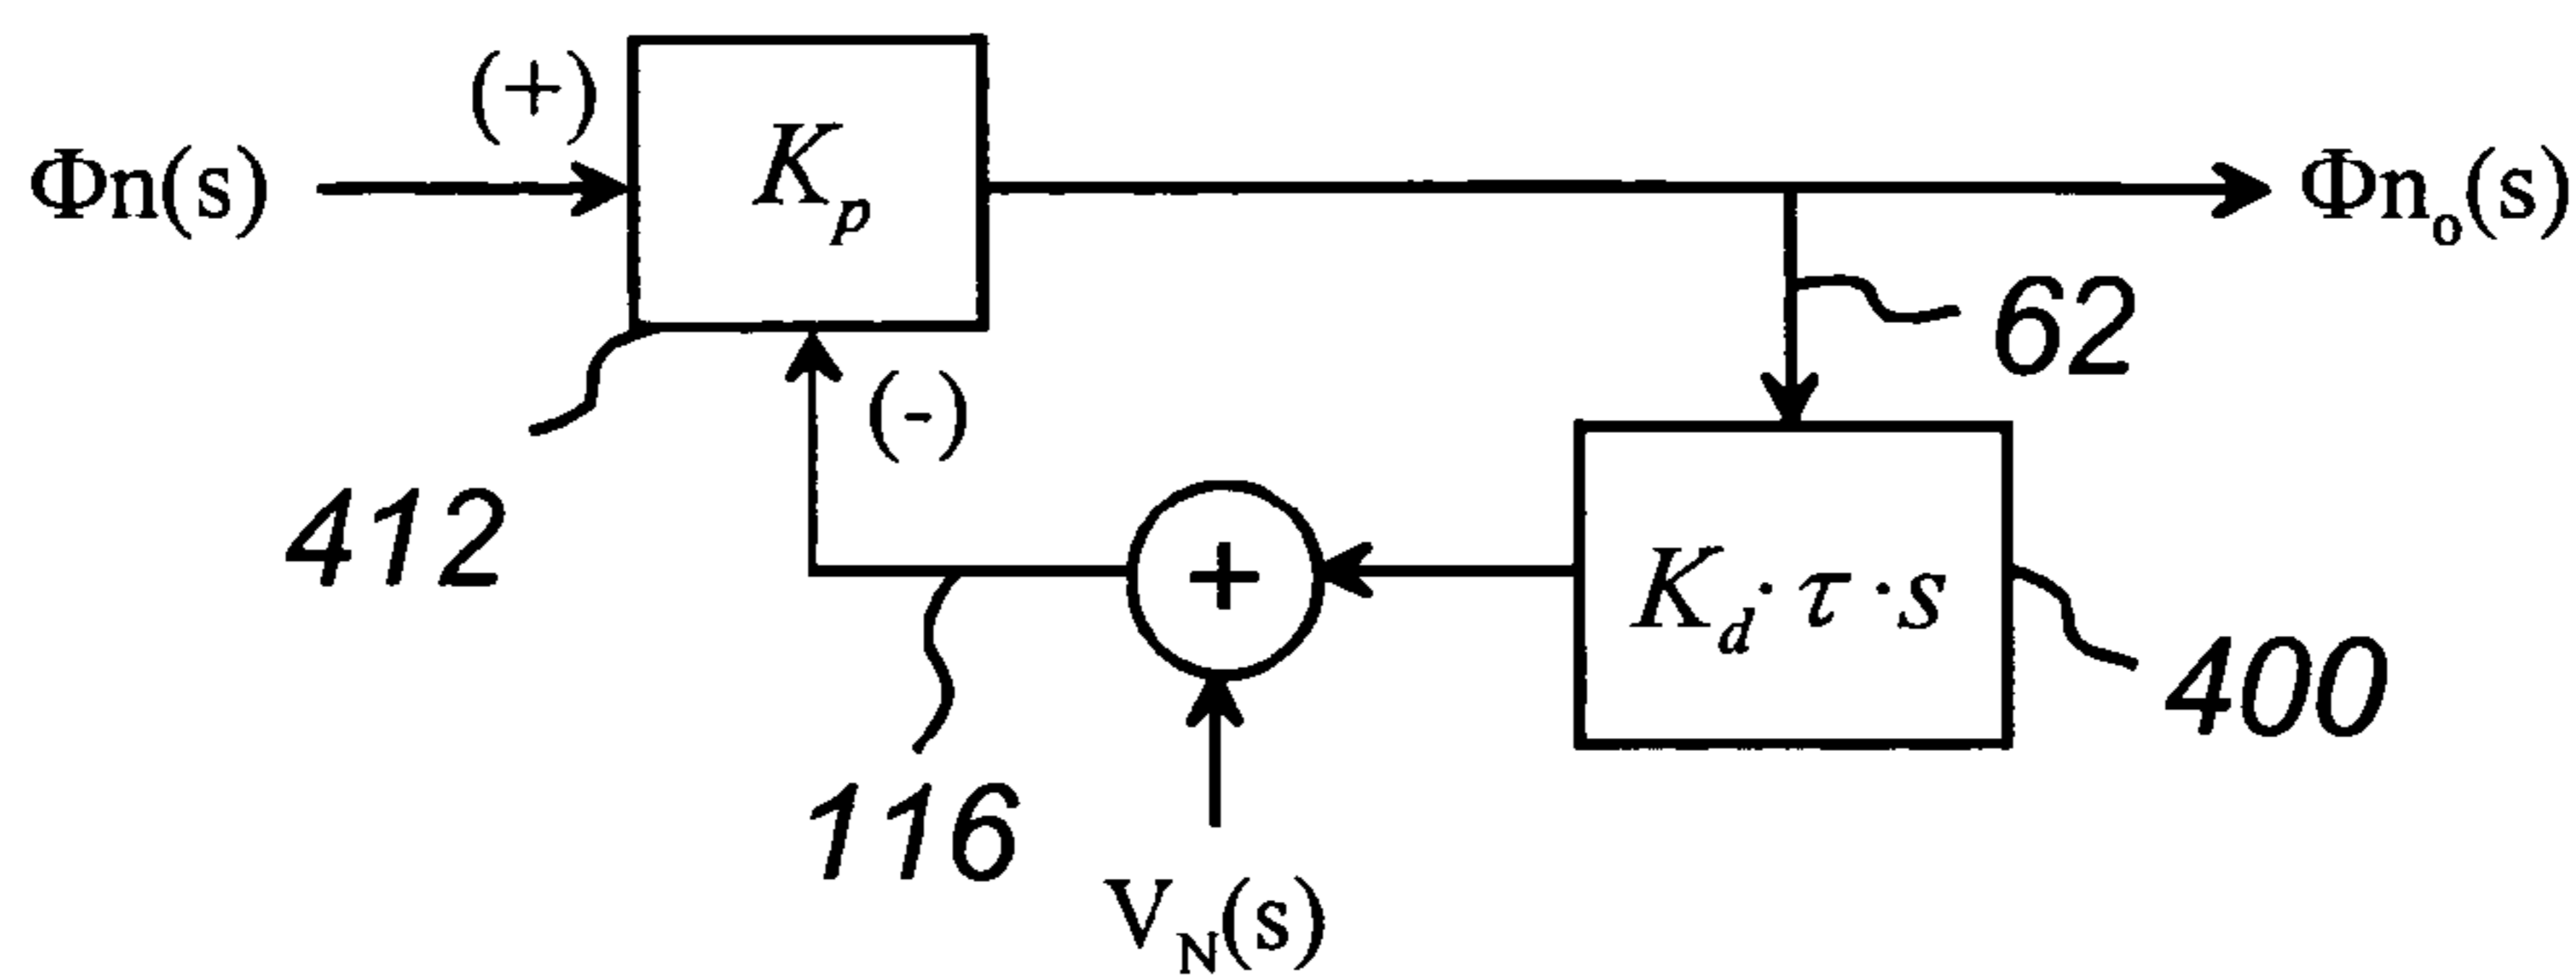 (+)
Φn(s)
K_p
Φn_o(s)
62
(-)
412
+
K_d · τ · s
400
116
V_N(s)